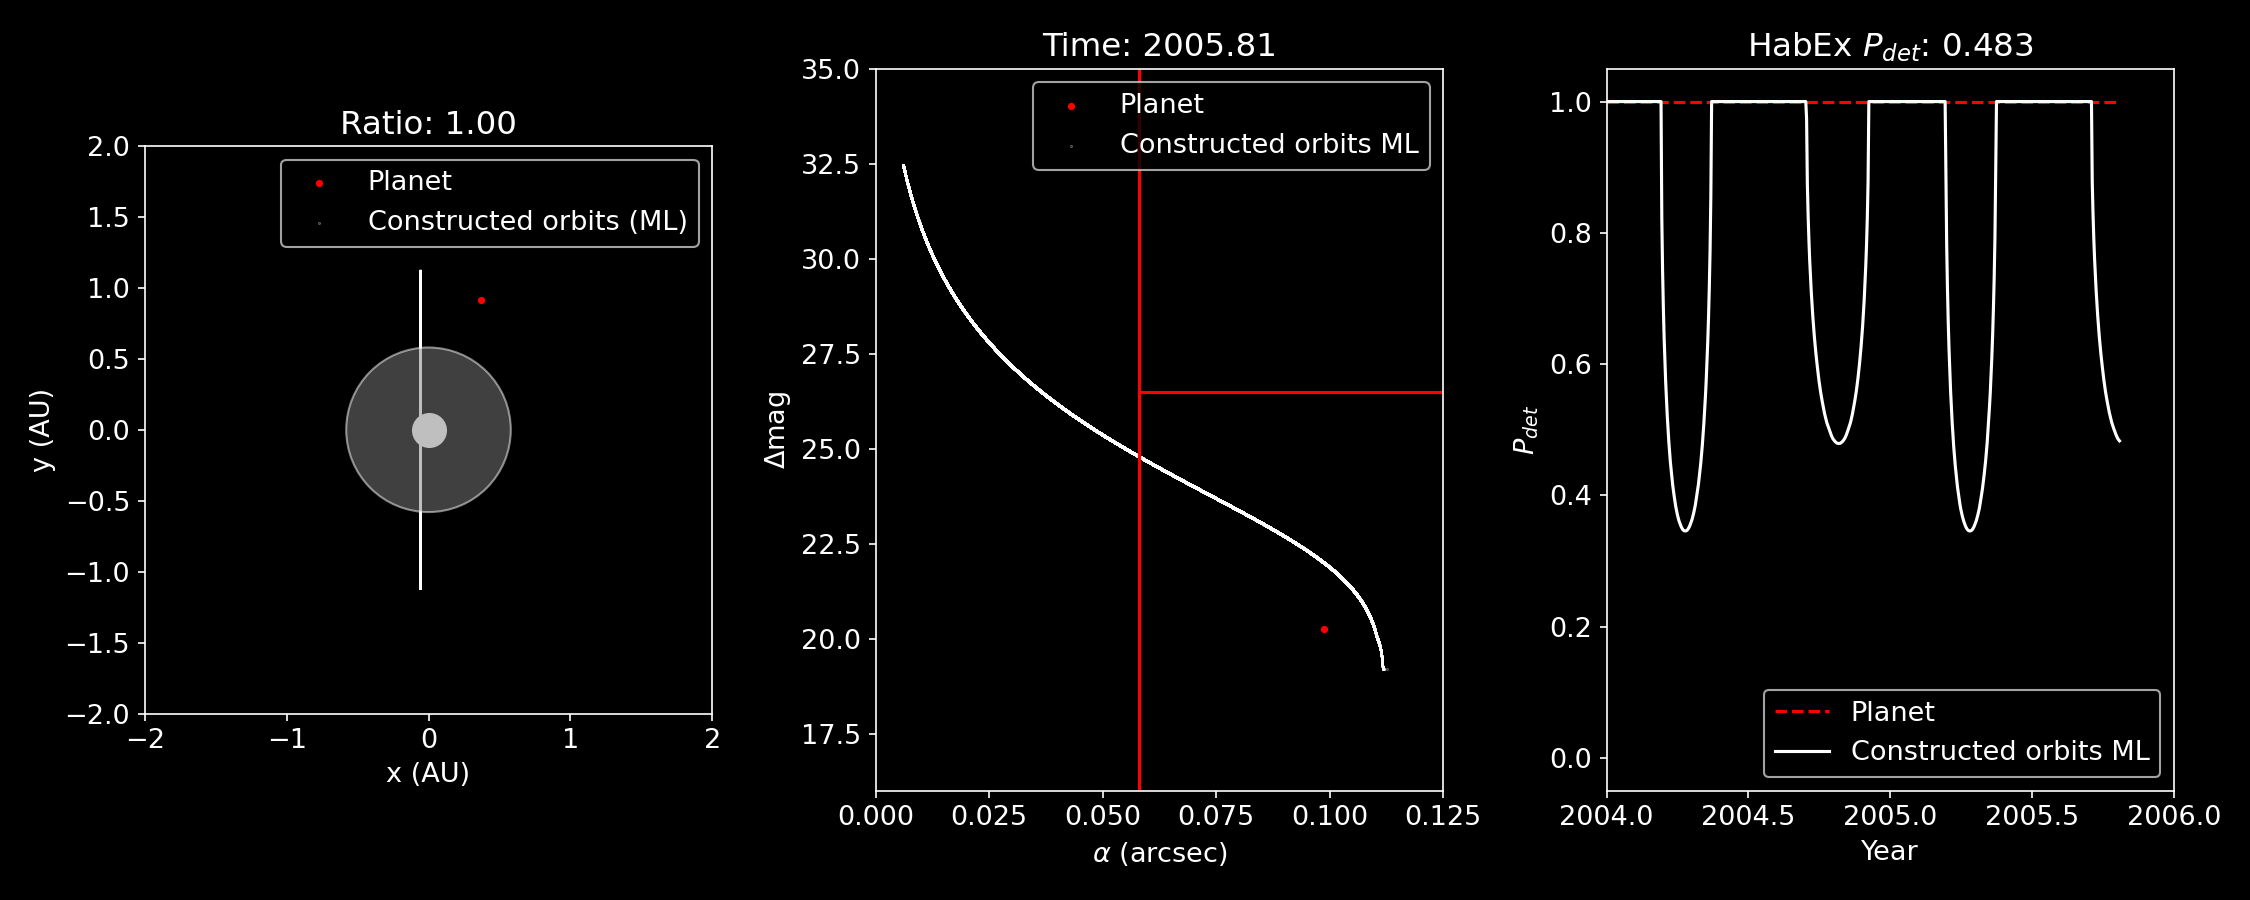 Ratio: 1.00
Planet
Constructed orbits (ML)
2.0
1.5
1.0
0.5
0.0
−0.5
−1.0
−1.5
−2.0
y (AU)
−2
−1
0
1
2
x (AU)
Time: 2005.81
Planet
Constructed orbits ML
35.0
32.5
30.0
27.5
25.0
22.5
20.0
17.5
Δmag
0.000
0.025
0.050
0.075
0.100
0.125
α (arcsec)
HabEx P_det: 0.483
1.0
0.8
0.6
0.4
0.2
0.0
P_det
Planet
Constructed orbits ML
2004.0
2004.5
2005.0
2005.5
2006.0
Year